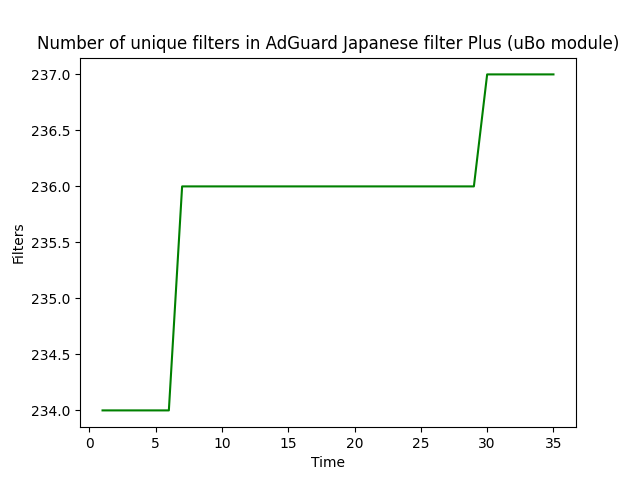 Number of unique filters in AdGuard Japanese filter Plus (uBo module)
237.0
236.5
236.0
235.5
235.0
234.5
234.0
Filters
0 5 10 15 20 25 30 35
Time